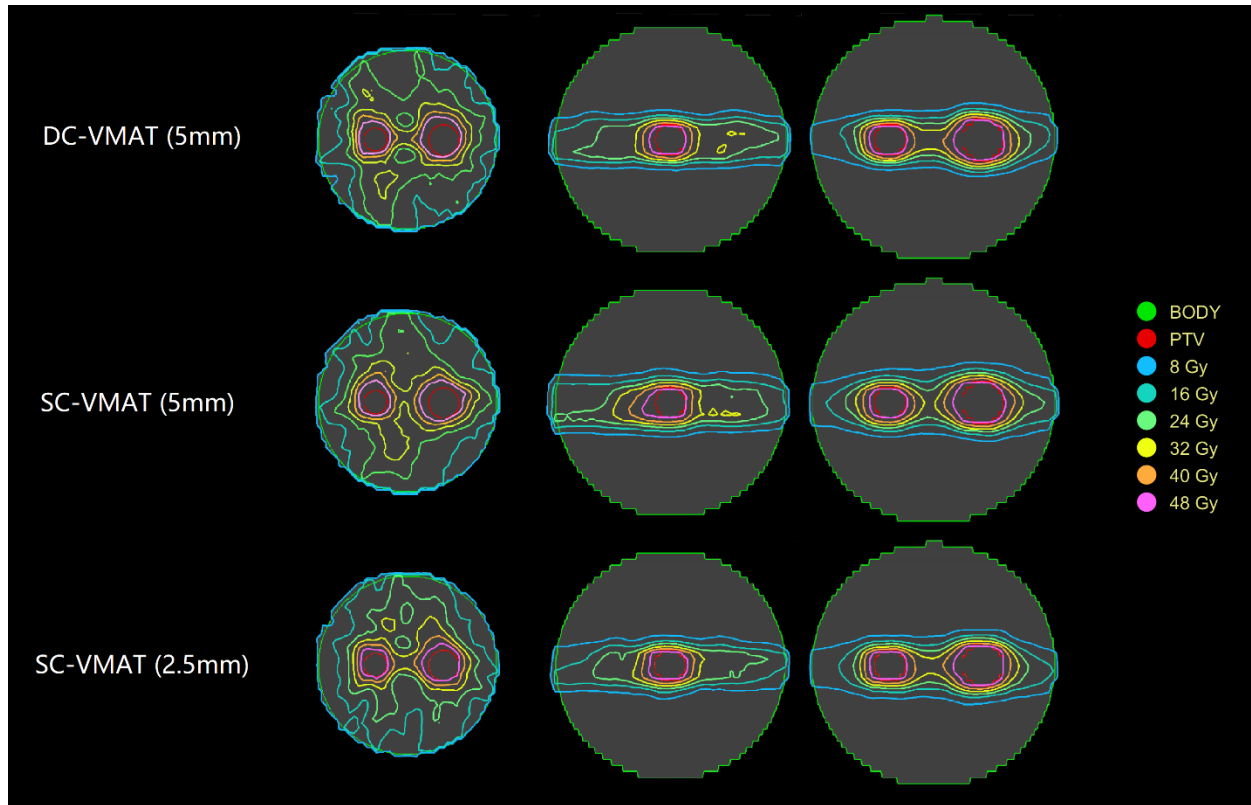 DC-VMAT (5mm)
SC-VMAT (5mm)
SC-VMAT (2.5mm)
BODY
PTV
8 Gy
16 Gy
24 Gy
32 Gy
40 Gy
48 Gy